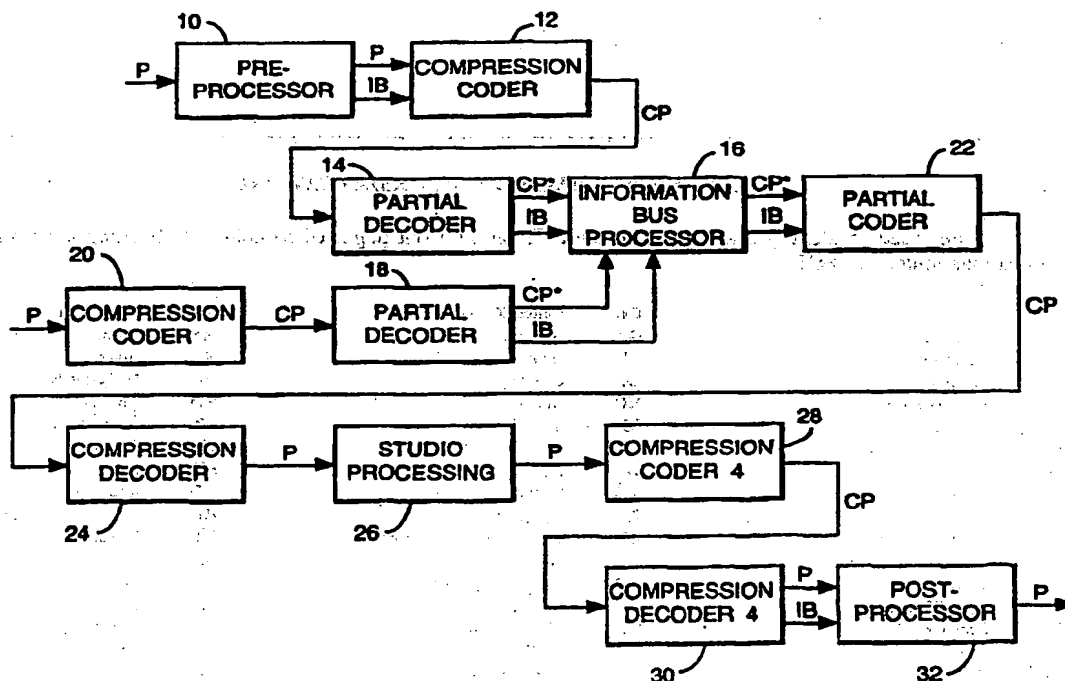 10
12
P
PRE-
PROCESSOR
P
IB
COMPRESSION
CODER
CP
14
PARTIAL
DECODER
CP*
IB
16
INFORMATION
BUS
PROCESSOR
CP*
IB
22
PARTIAL
CODER
20
P
COMPRESSION
CODER
CP
18
PARTIAL
DECODER
CP*
IB
CP
COMPRESSION
DECODER
24
P
STUDIO
PROCESSING
26
P
COMPRESSION
CODER 4
28
CP
COMPRESSION
DECODER 4
30
P
IB
POST-
PROCESSOR
32
P